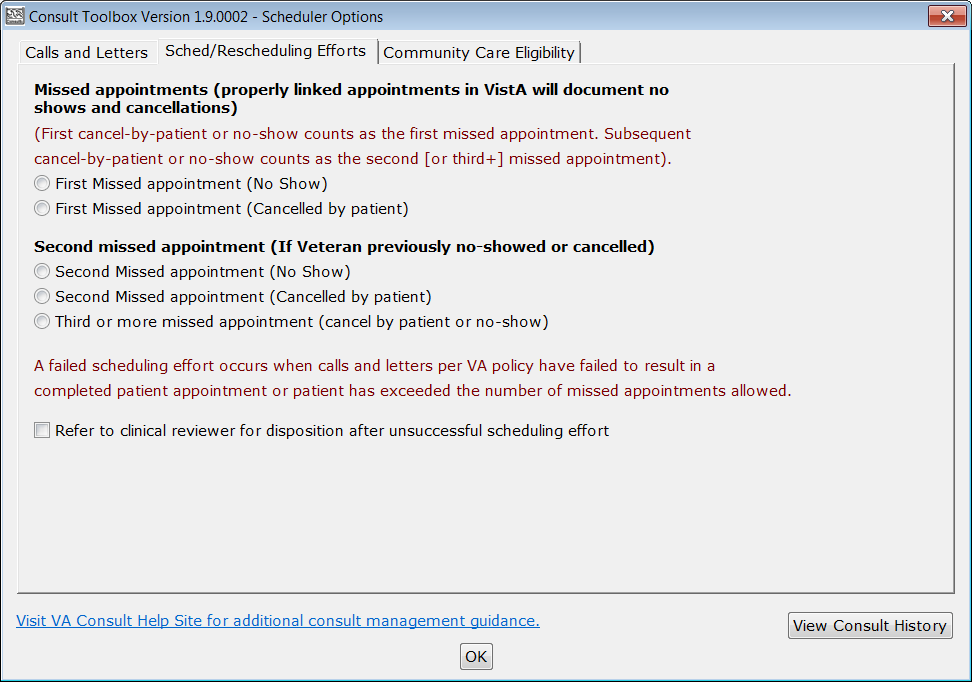 Consult Toolbox Version 1.9.0002 - Scheduler Options
Calls and Letters
Sched/Rescheduling Efforts
Community Care Eligibility
Missed appointments (properly linked appointments in VistA will document no
shows and cancellations)
(First cancel-by-patient or no-show counts as the first missed appointment. Subsequent
cancel-by-patient or no-show counts as the second [or third+] missed appointment).
First Missed appointment (No Show)
First Missed appointment (Cancelled by patient)
Second missed appointment (If Veteran previously no-showed or cancelled)
Second Missed appointment (No Show)
Second Missed appointment (Cancelled by patient)
Third or more missed appointment (cancel by patient or no-show)
A failed scheduling effort occurs when calls and letters per VA policy have failed to result in a
completed patient appointment or patient has exceeded the number of missed appointments allowed.
Refer to clinical reviewer for disposition after unsuccessful scheduling effort
Visit VA Consult Help Site for additional consult management guidance.
View Consult History
OK